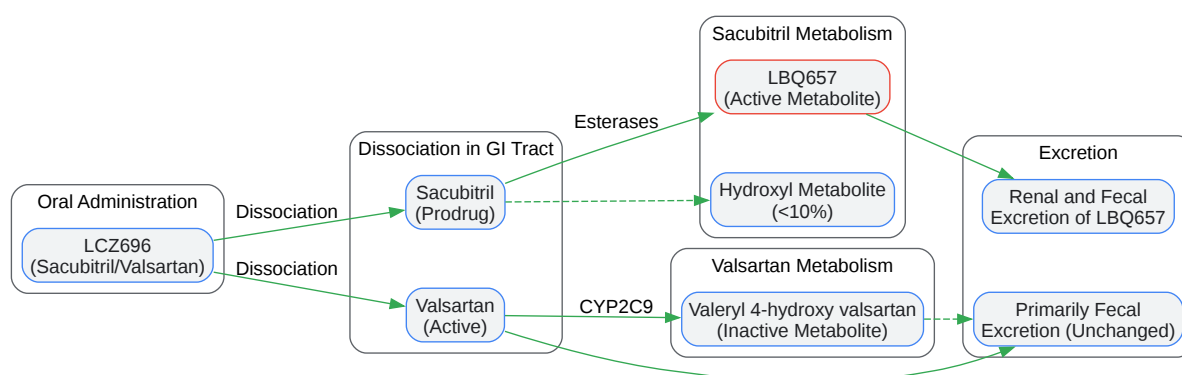 Oral Administration
LCZ696
(Sacubitril/Valsartan)
Dissociation
Dissociation
Dissociation in GI Tract
Sacubitril
(Prodrug)
Valsartan
(Active)
Esterases
CYP2C9
Sacubitril Metabolism
LBQ657
(Active Metabolite)
Hydroxyl Metabolite
(<10%)
Valsartan Metabolism
Valeryl 4-hydroxy valsartan
(Inactive Metabolite)
Excretion
Renal and Fecal
Excretion of LBQ657
Primarily Fecal
Excretion (Unchanged)